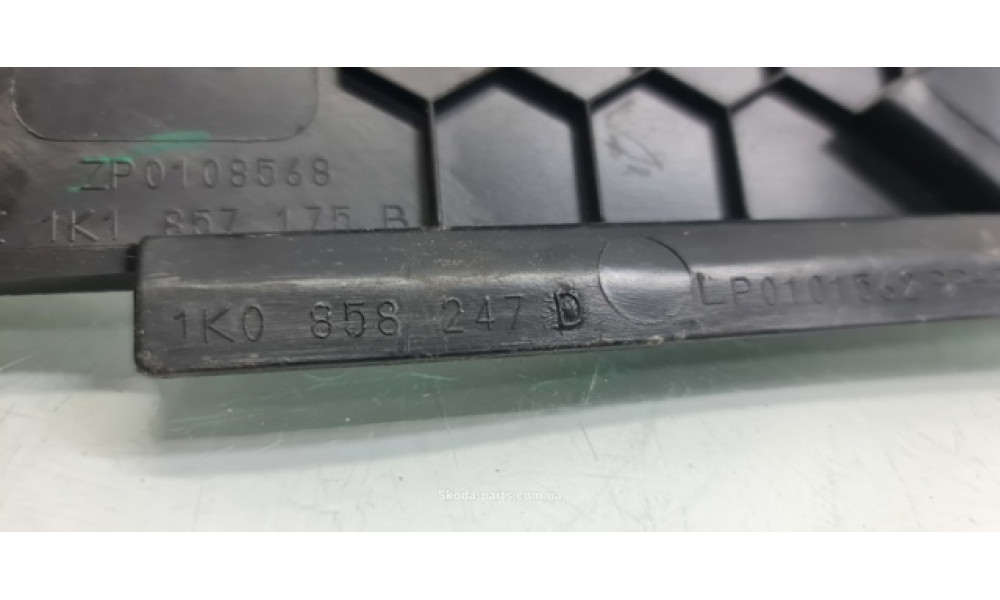 ZP0108568
1K1 857 175 B
1K0 858 247 D
Skoda-parts.com.ua